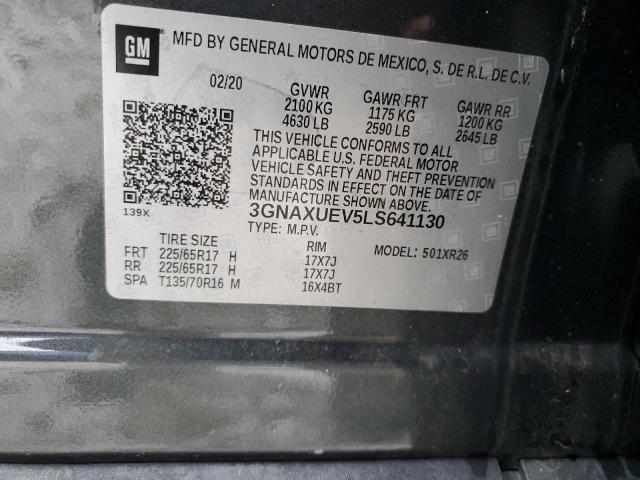 GM MFD BY GENERAL MOTORS DE MEXICO, S. DE R.L. DE C.V.
02/20 GVWR GAWR FRT GAWR RR
2100 KG 1175 KG 1200 KG
4630 LB 2590 LB 2645 LB
THIS VEHICLE CONFORMS TO ALL
APPLICABLE U.S. FEDERAL MOTOR
VEHICLE SAFETY AND THEFT PREVENTION
STANDARDS IN EFFECT ON THE DATE OF
MANUFACTURE SHOWN ABOVE.
139X 3GNAXUEV5LS641130
TYPE: M.P.V. MODEL: 501XR26
TIRE SIZE RIM
FRT 225/65R17 H 17X7J
RR 225/65R17 H 17X7J
SPA T135/70R16 M 16X4BT